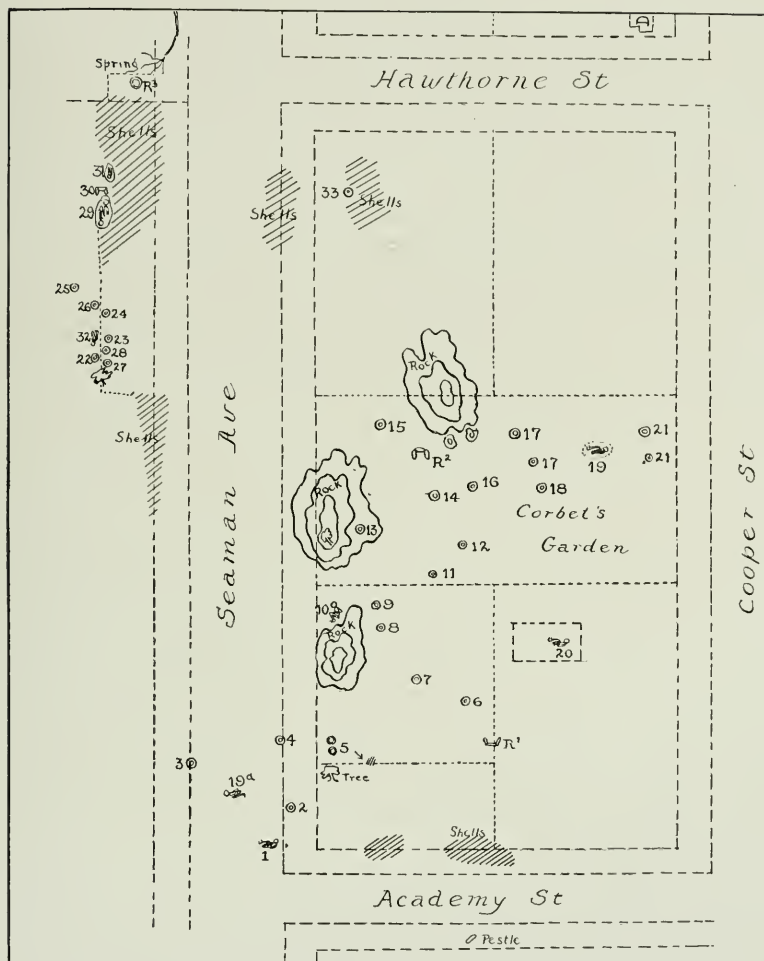 Spring
R³
Hawthorne St
Shells
31
30
29
Shells
33
Shells
25
26
24
32
23
28
22
27
Shells
Seaman Ave
Rock
15
R²
17
21
17
19
21
16
14
18
Rock
13
Corbet's
Garden
12
11
Cooper St
10
9
Rock
8
20
7
6
4
5
R'
3
19ª
Tree
2
1
Shells
Academy St
Pestle